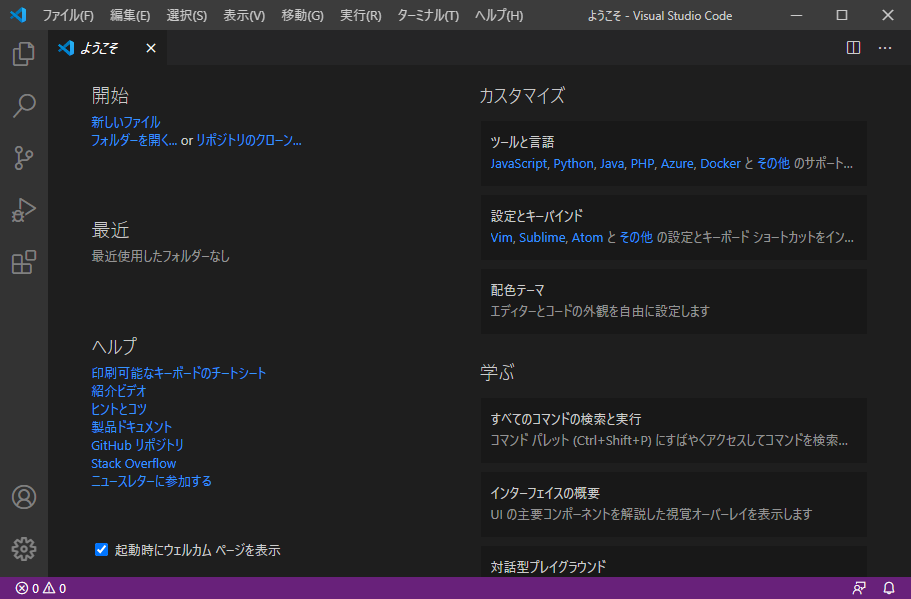 ファイル(F) 編集(E) 選択(S) 表示(V) 移動(G) 実行(R) ターミナル(T) ヘルプ(H) ようこそ - Visual Studio Code
ようこそ
開始
新しいファイル
フォルダーを開く... or リポジトリのクローン...
最近
最近使用したフォルダーなし
ヘルプ
印刷可能なキーボードのチートシート
紹介ビデオ
ヒントとコツ
製品ドキュメント
GitHub リポジトリ
Stack Overflow
ニュースレターに参加する
起動時にウェルカム ページを表示
カスタマイズ
ツールと言語
JavaScript, Python, Java, PHP, Azure, Docker と その他 のサポート...
設定とキーバインド
Vim, Sublime, Atom と その他 の設定とキーボード ショートカットをイン...
配色テーマ
エディターとコードの外観を自由に設定します
学ぶ
すべてのコマンドの検索と実行
コマンド パレット (Ctrl+Shift+P) にすばやくアクセスしてコマンドを検索...
インターフェイスの概要
UI の主要コンポーネントを解説した視覚オーバーレイを表示します
対話型プレイグラウンド
0 0